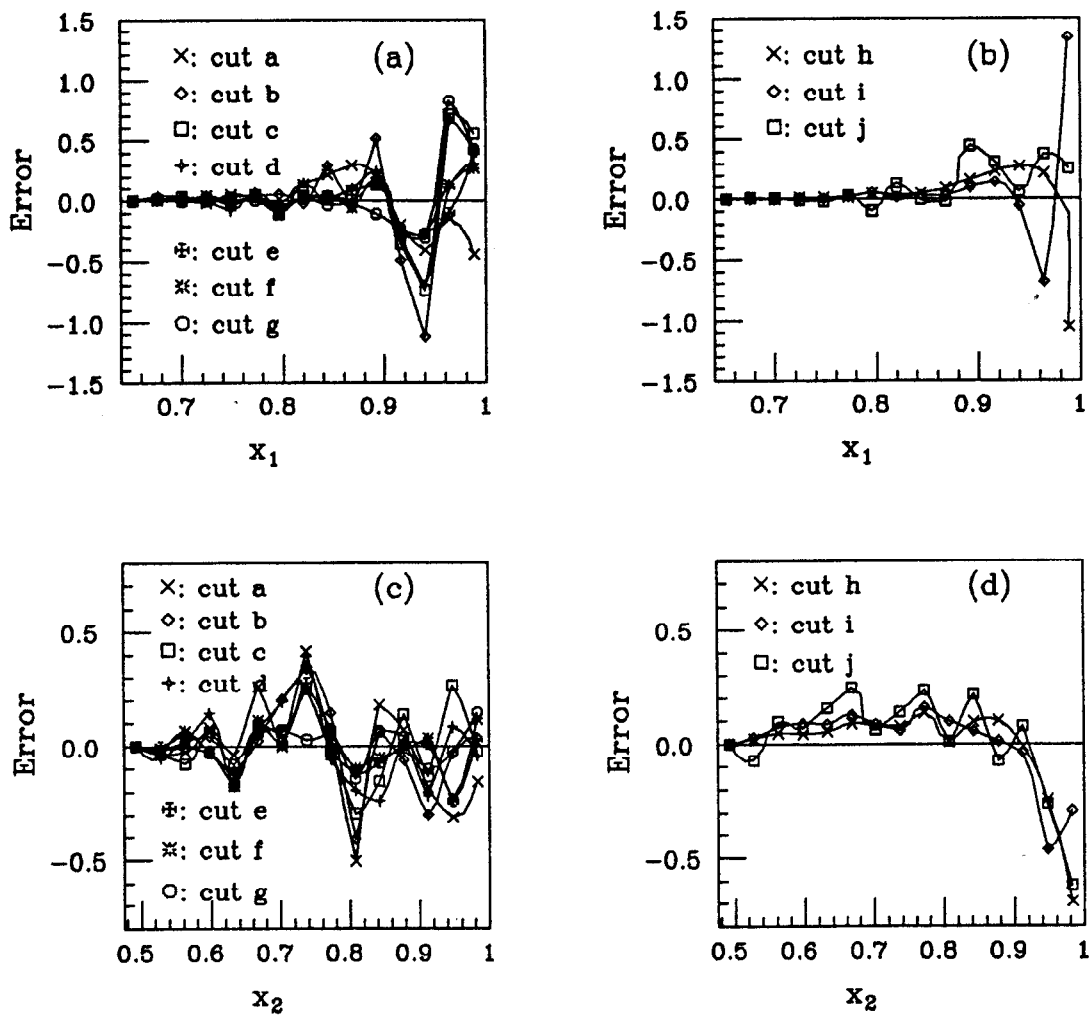 (a)
1.5
1.0
0.5
0.0
−0.5
−1.0
−1.5
Error
×: cut a
◇: cut b
□: cut c
+: cut d
⊕: cut e
✳: cut f
○: cut g
0.7 0.8 0.9 1
x₁
(b)
1.5
1.0
0.5
0.0
−0.5
−1.0
−1.5
Error
×: cut h
◇: cut i
□: cut j
0.7 0.8 0.9 1
x₁
(c)
0.5
0.0
−0.5
Error
×: cut a
◇: cut b
□: cut c
+: cut d
⊕: cut e
✳: cut f
○: cut g
0.5 0.6 0.7 0.8 0.9 1
x₂
(d)
0.5
0.0
−0.5
Error
×: cut h
◇: cut i
□: cut j
0.5 0.6 0.7 0.8 0.9 1
x₂